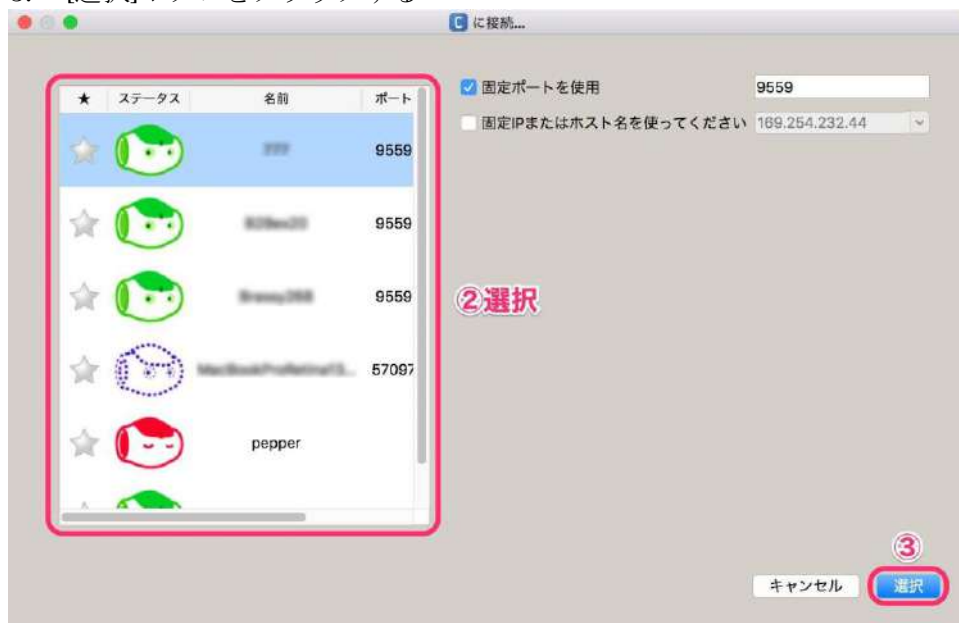 に接続...
★ ステータス 名前 ポート
9559
9559
9559
57097
pepper
固定ポートを使用 9559
固定IPまたはホスト名を使ってください 169.254.232.44
②選択
③
キャンセル 選択